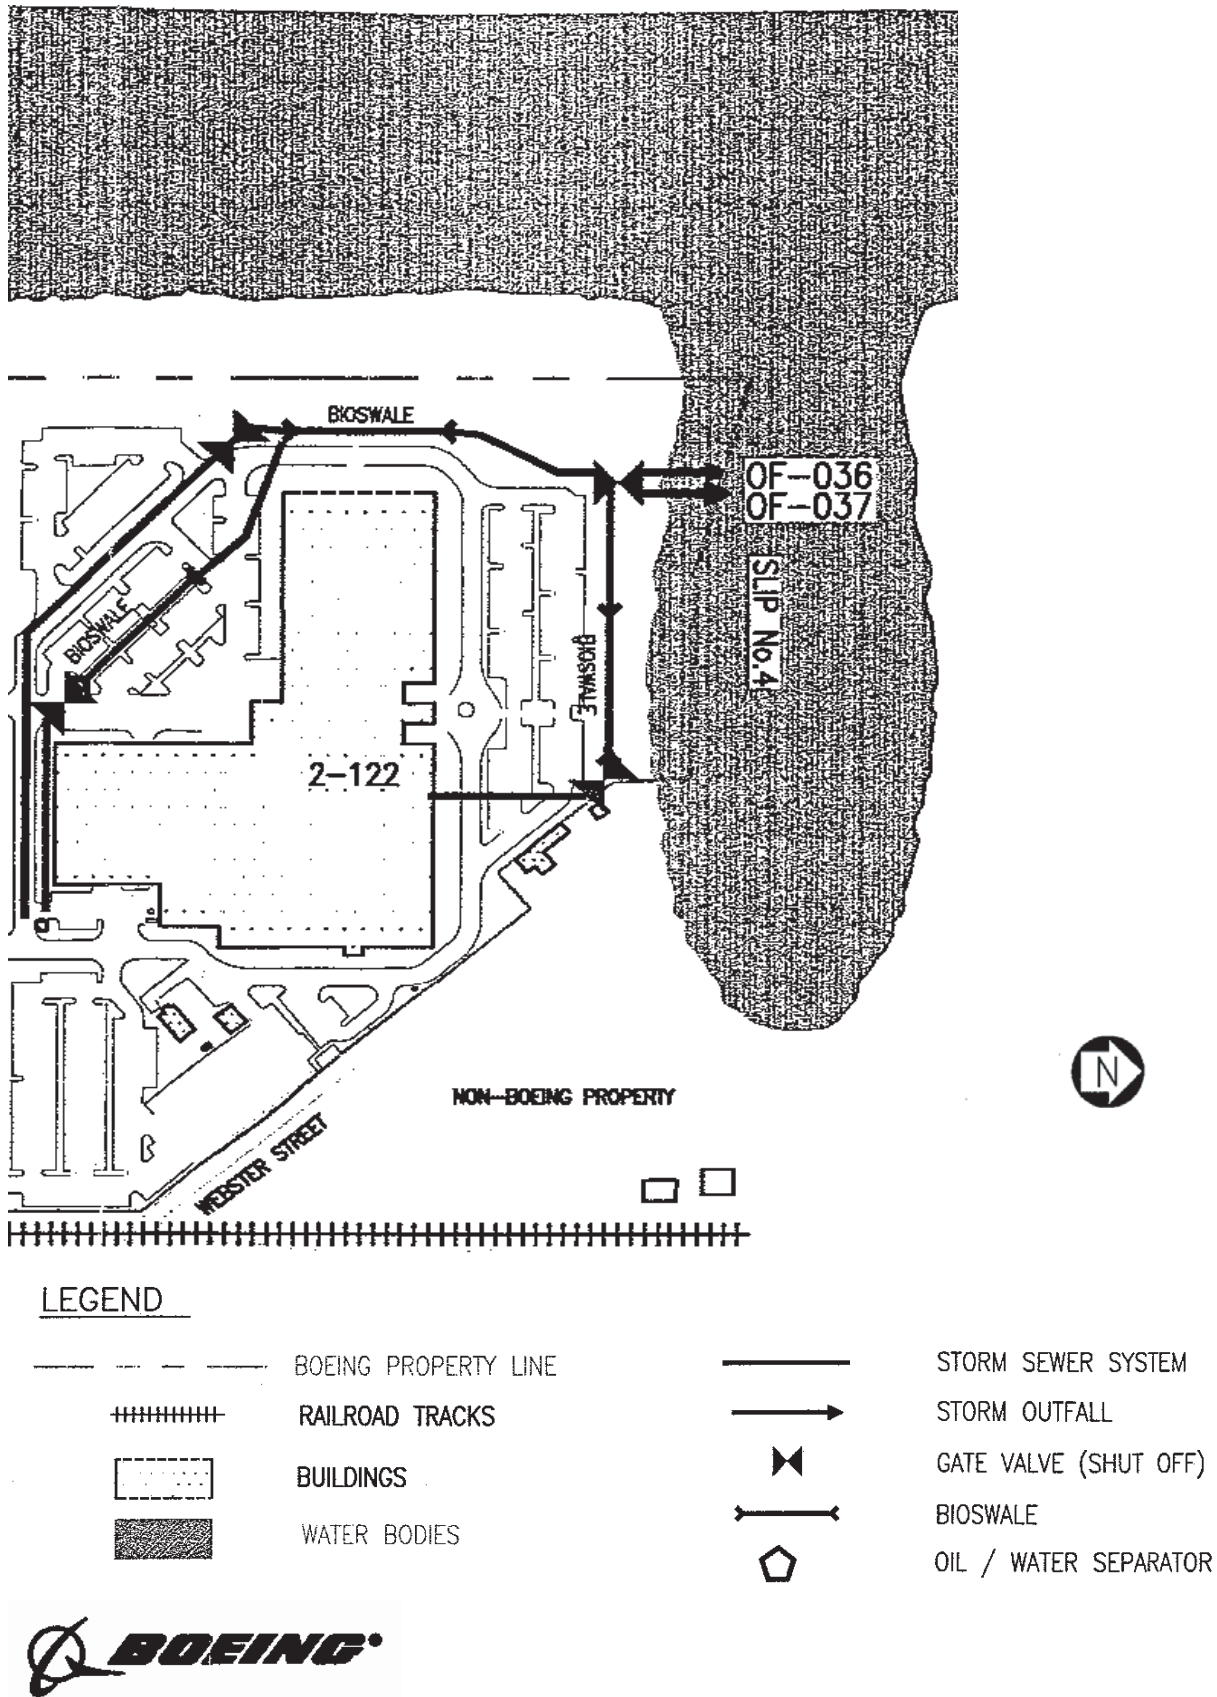 BIOSWALE
OF-036
OF-037
SLIP No.4
BIOSWALE
BIOSWALE
2-122
N
NON-BOEING PROPERTY
WEBSTER STREET
LEGEND
BOEING PROPERTY LINE
RAILROAD TRACKS
BUILDINGS
WATER BODIES
STORM SEWER SYSTEM
STORM OUTFALL
GATE VALVE (SHUT OFF)
BIOSWALE
OIL / WATER SEPARATOR
BOEING®